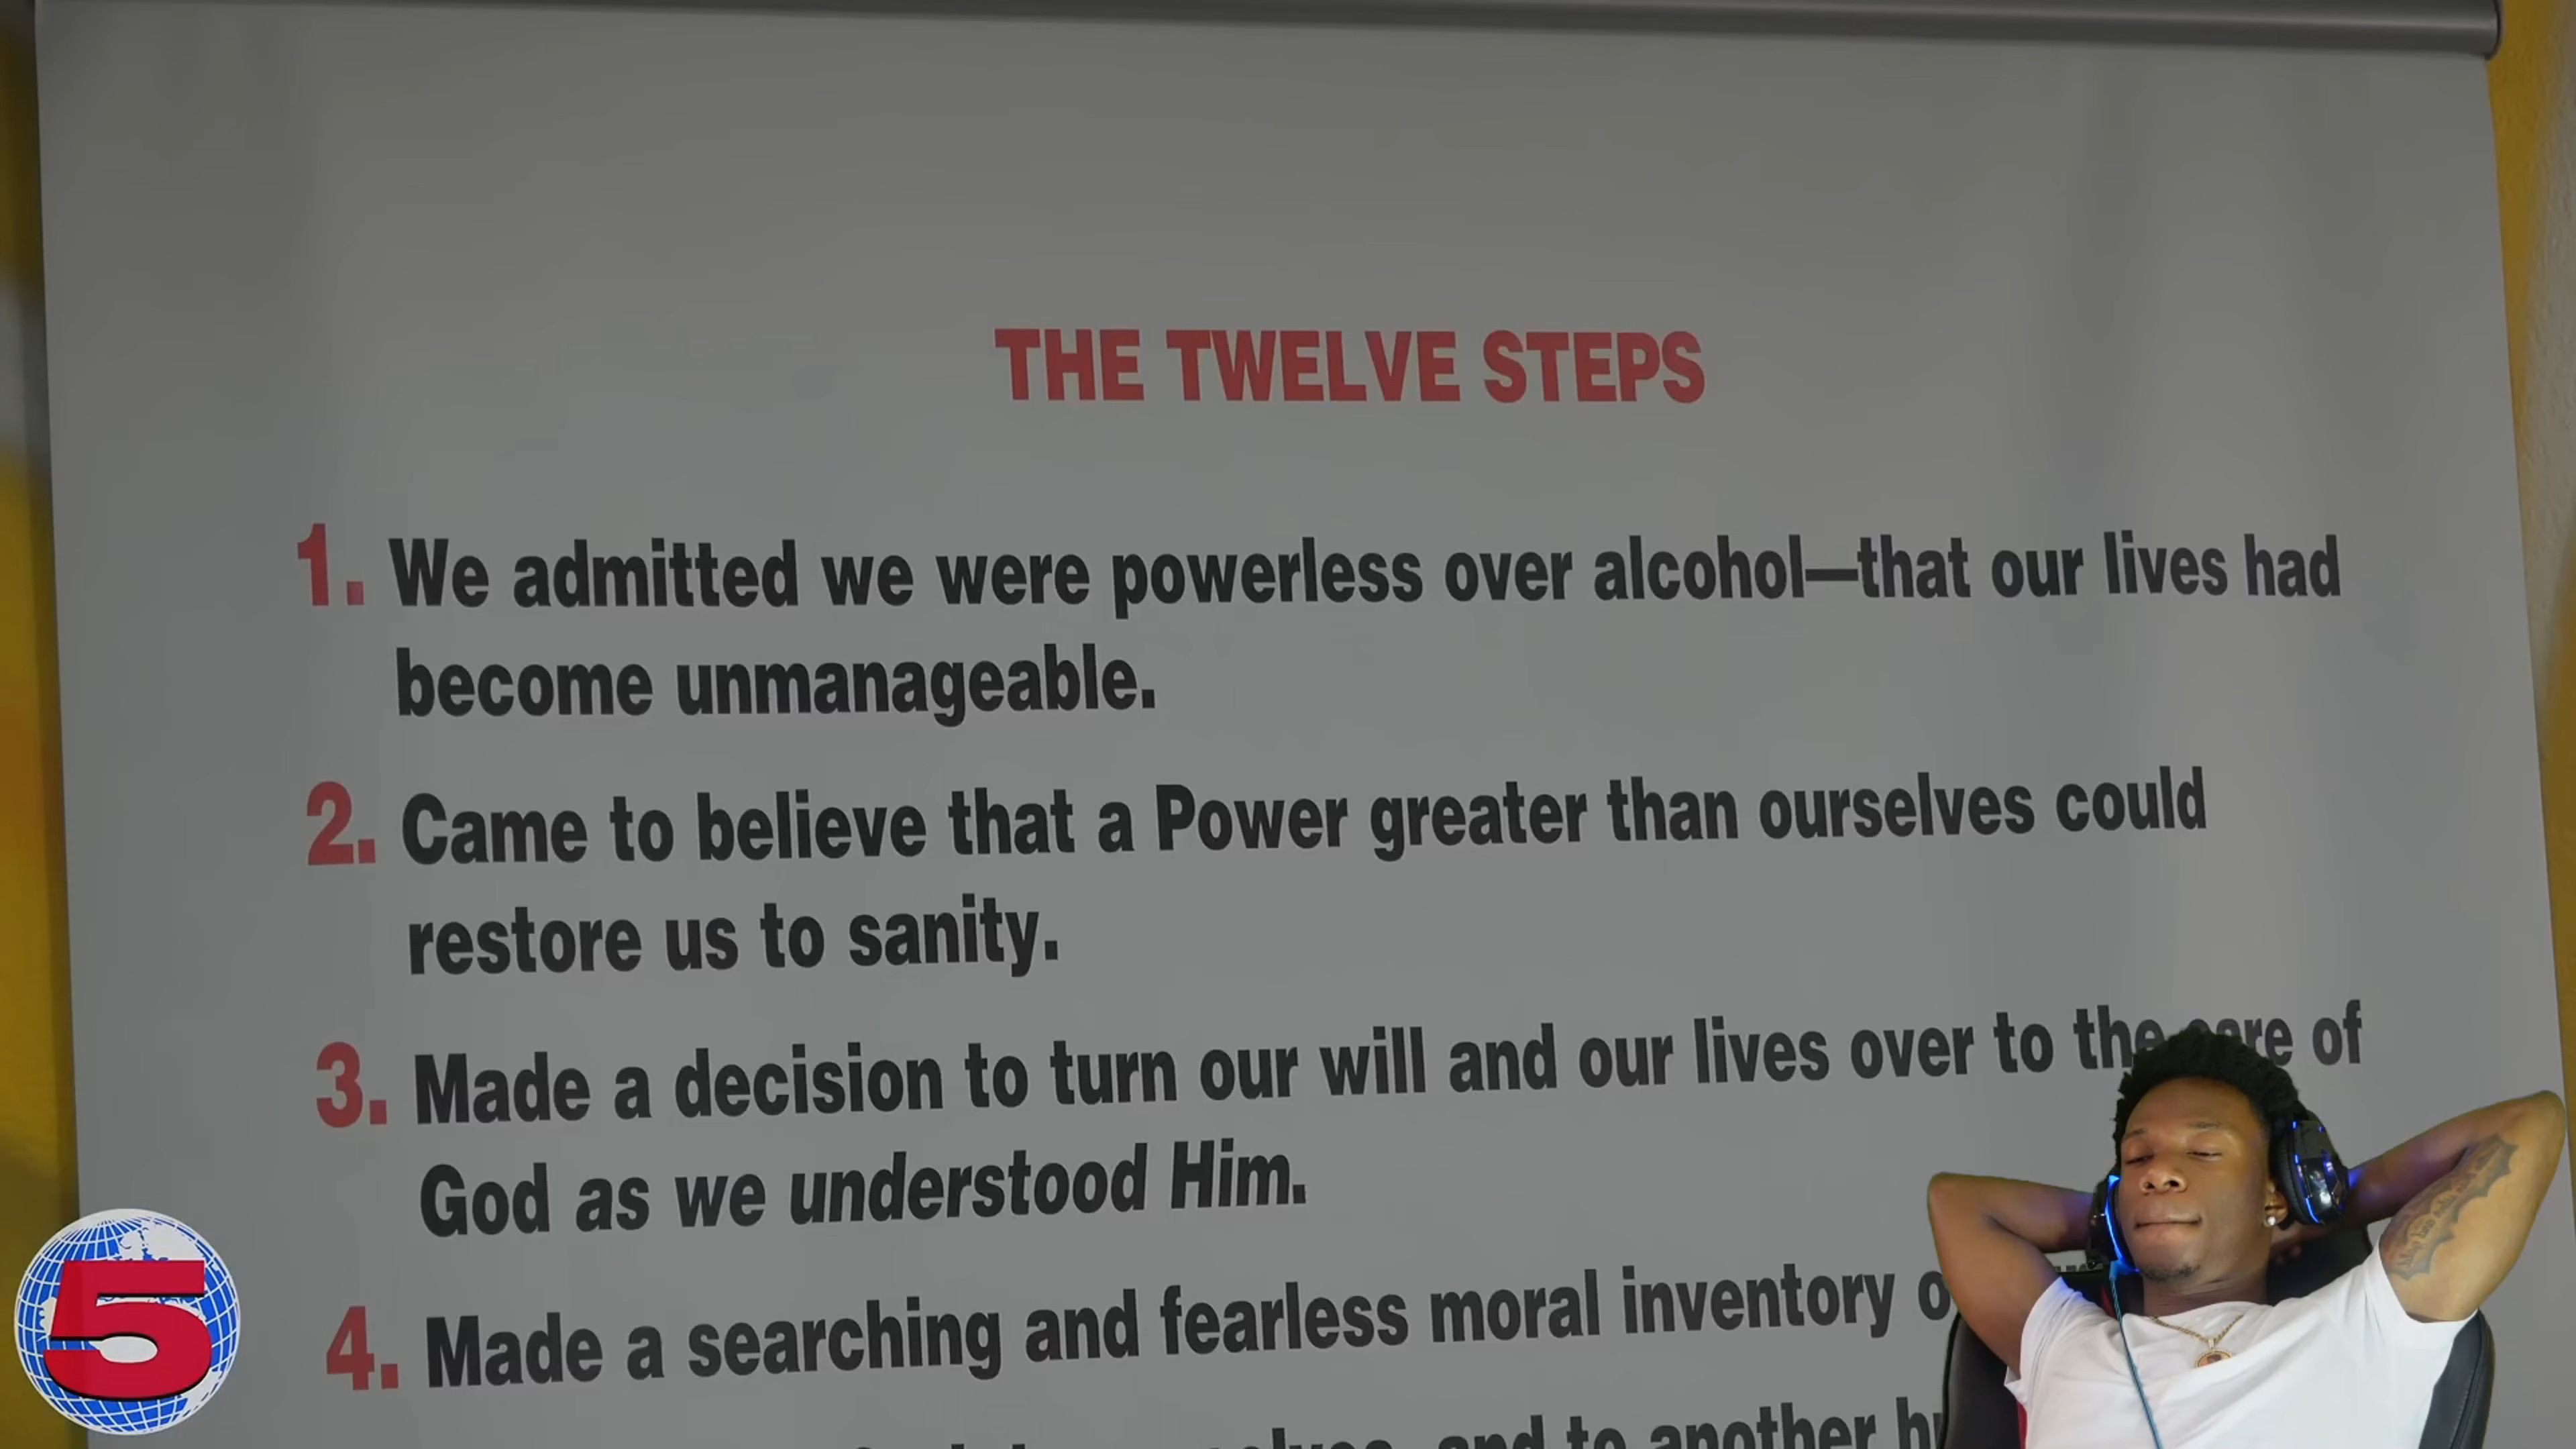 THE TWELVE STEPS
1. We admitted we were powerless over alcohol—that our lives had
become unmanageable.
2. Came to believe that a Power greater than ourselves could
restore us to sanity.
3. Made a decision to turn our will and our lives over to the care of
God as we understood Him.
4. Made a searching and fearless moral inventory
and to another
5